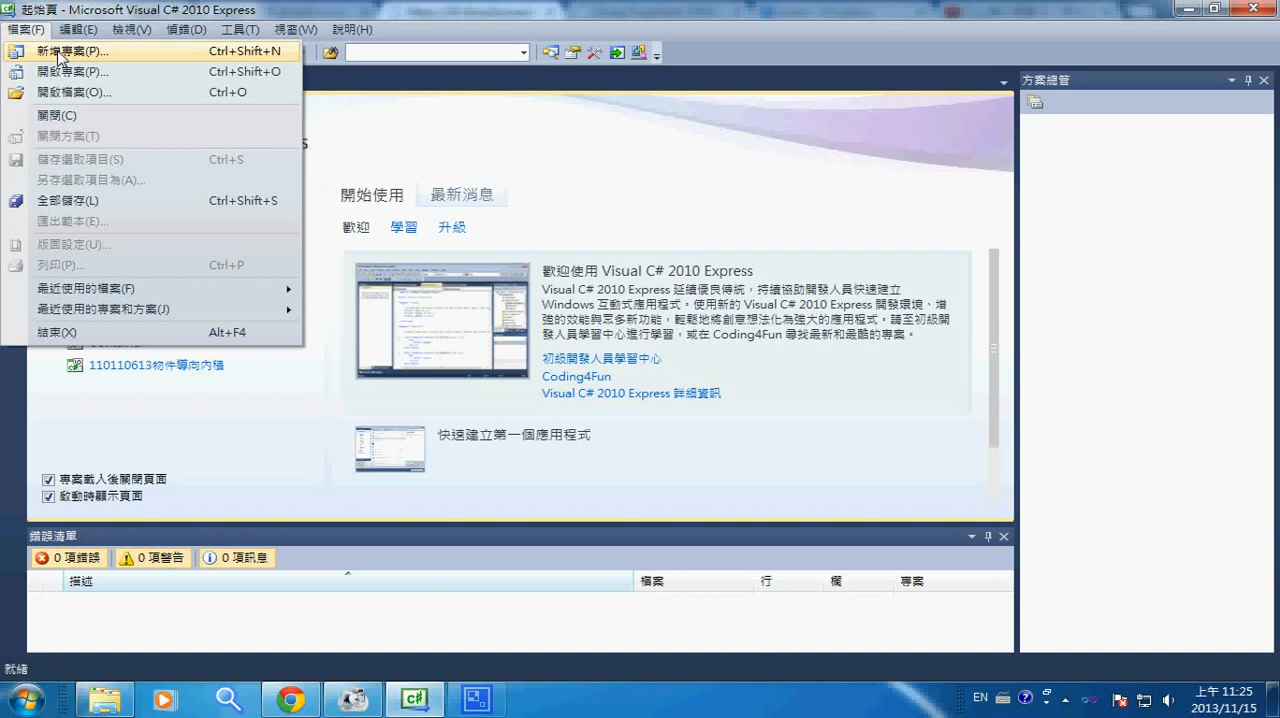 起始頁 - Microsoft Visual C# 2010 Express
檔案(F) 編輯(E) 檢視(V) 偵錯(D) 工具(T) 視窗(W) 說明(H)
新增專案(P)... Ctrl+Shift+N
開啟專案(P)... Ctrl+Shift+O
開啟檔案(O)... Ctrl+O
關閉(C)
關閉方案(T)
儲存選取項目(S) Ctrl+S
另存選取項目為(A)...
全部儲存(L) Ctrl+Shift+S
匯出範本(E)...
版面設定(U)...
列印(P)... Ctrl+P
最近使用的檔案(F)
最近使用的專案和方案(J)
結束(X) Alt+F4
110110613物件導向內稿
專案載入後關閉頁面
啟動時顯示頁面
開始使用 最新消息
歡迎 學習 升級
歡迎使用 Visual C# 2010 Express
Visual C# 2010 Express 延續優良傳統，持續協助開發人員快速建立
Windows 互動式應用程式。使用新的 Visual C# 2010 Express 開發環境、增
強的效能與眾多新功能，輕鬆地將創意想法化為強大的應用程式。請至初級開
發人員學習中心進行學習，或在 Coding4Fun 尋找最新和最酷的專案。
初級開發人員學習中心
Coding4Fun
Visual C# 2010 Express 詳細資訊
快速建立第一個應用程式
方案總管
錯誤清單
0 項錯誤 0 項警告 0 項訊息
描述 檔案 行 欄 專案
就緒
EN
上午 11:25
2013/11/15